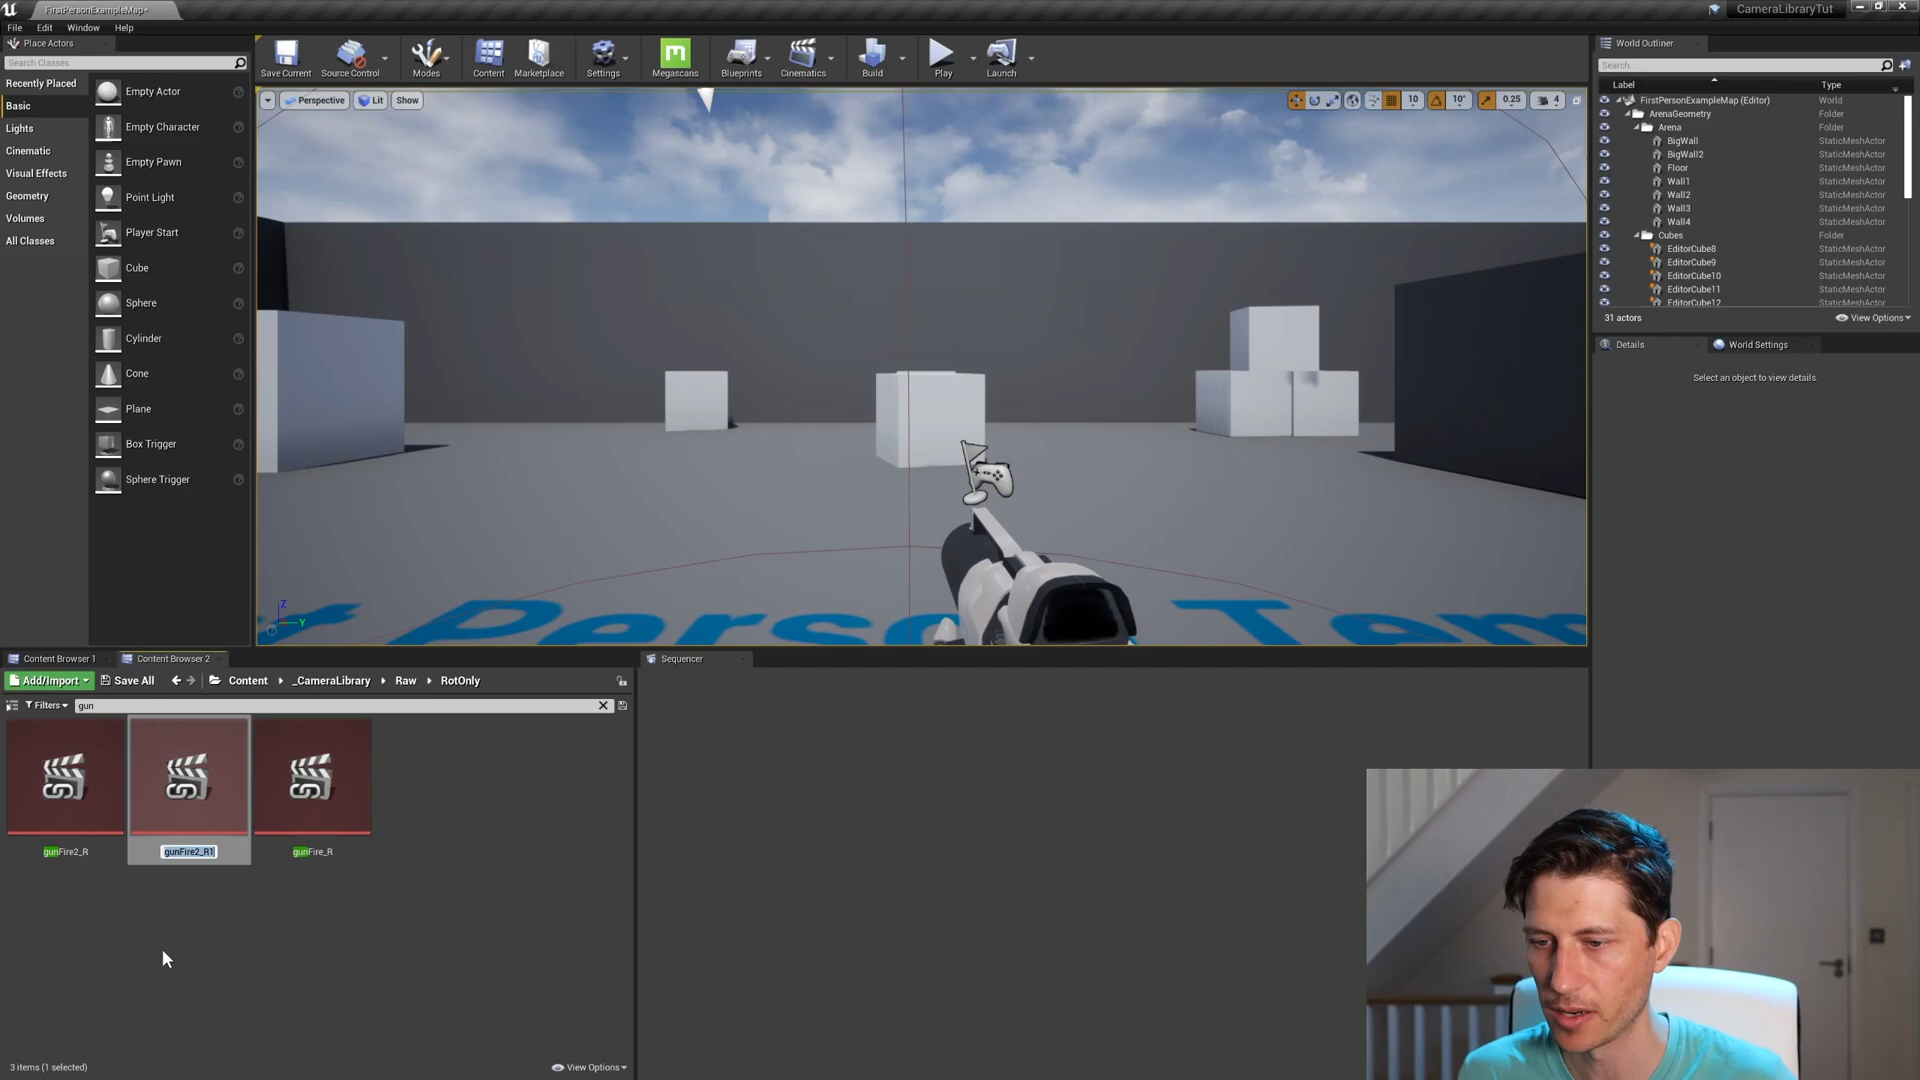 FirstPersonExampleMap•
CameraLibraryTut
File Edit Window Help
Place Actors
Search Classes
Recently Placed
Basic
Lights
Cinematic
Visual Effects
Geometry
Volumes
All Classes
Empty Actor
Empty Character
Empty Pawn
Point Light
Player Start
Cube
Sphere
Cylinder
Cone
Plane
Box Trigger
Sphere Trigger
Save Current
Source Control
Modes
Content
Marketplace
Settings
Megascans
Blueprints
Cinematics
Build
Play
Launch
Perspective Lit Show
10 10° 0.25 4
Z
Y
World Outliner
Search...
Label Type
FirstPersonExampleMap (Editor) World
ArenaGeometry Folder
Arena Folder
BigWall StaticMeshActor
BigWall2 StaticMeshActor
Floor StaticMeshActor
Wall1 StaticMeshActor
Wall2 StaticMeshActor
Wall3 StaticMeshActor
Wall4 StaticMeshActor
Cubes Folder
EditorCube8 StaticMeshActor
EditorCube9 StaticMeshActor
EditorCube10 StaticMeshActor
EditorCube11 StaticMeshActor
EditorCube12 StaticMeshActor
31 actors View Options
Details World Settings
Select an object to view details.
Content Browser 1 Content Browser 2
Add/Import Save All Content _CameraLibrary Raw RotOnly
Filters gun
gunFire2_R
gunFire2_R1
gunFire_R
3 items (1 selected) View Options
Sequencer